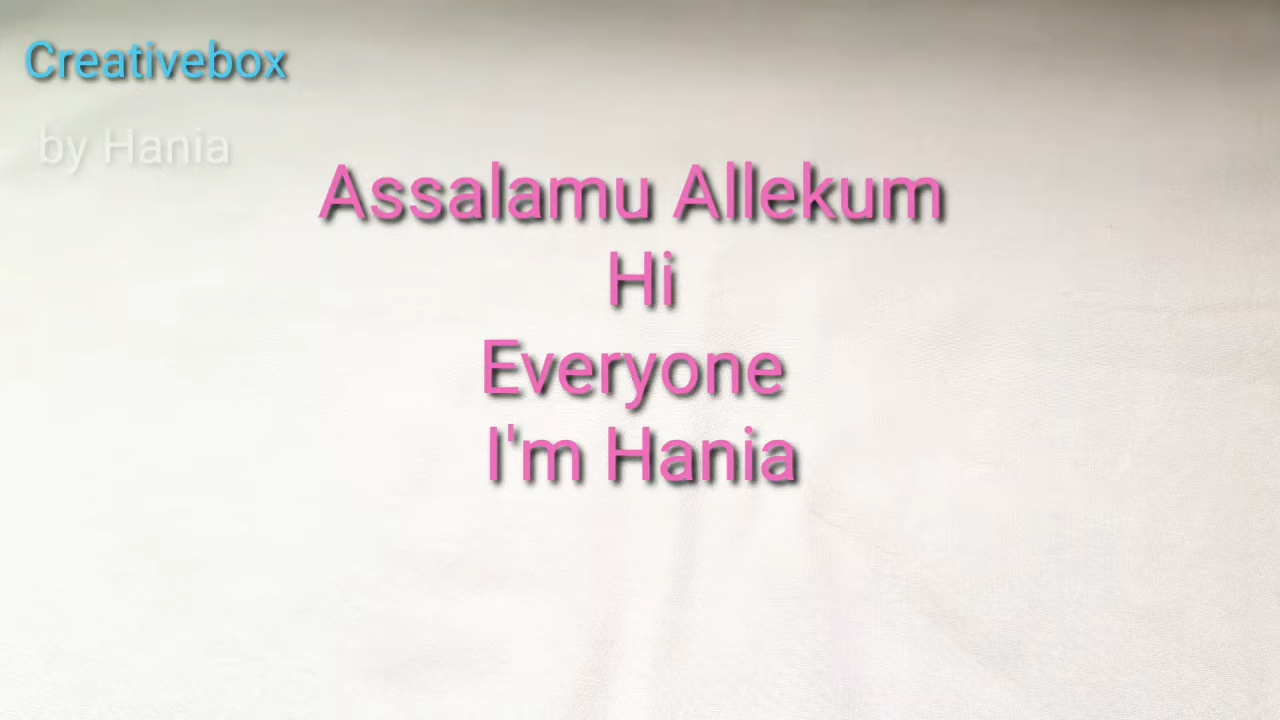 Creativebox
by Hania
Assalamu Allekum
Hi
Everyone
I'm Hania